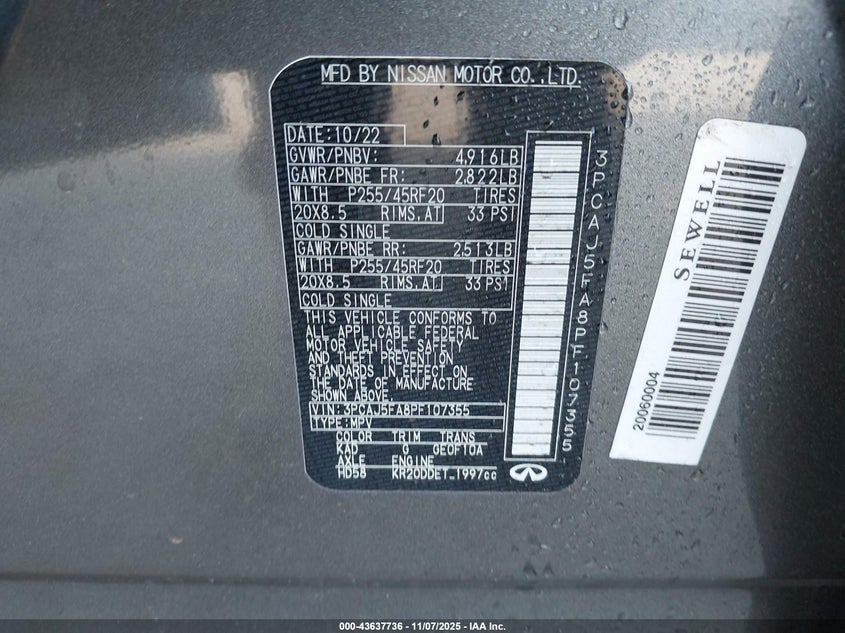 MFD BY NISSAN MOTOR CO.,LTD.
DATE:10/22
GVWR/PNBV: 4,916LB
GAWR/PNBE FR: 2,822LB
WITH P255/45RF20 TIRES
20X8.5 RIMS.AT 33 PSI
COLD SINGLE
GAWR/PNBE RR: 2,513LB
WITH P255/45RF20 TIRES
20X8.5 RIMS.AT 33 PSI
COLD SINGLE
THIS VEHICLE CONFORMS TO
ALL APPLICABLE FEDERAL
MOTOR VEHICLE SAFETY
AND THEFT PREVENTION
STANDARDS IN EFFECT ON
THE DATE OF MANUFACTURE
SHOWN ABOVE.
VIN:3PCAJ5FA8PF107355
TYPE:MPV
COLOR TRIM TRANS
KAD G GE0F10A
AXLE ENGINE
HD58 KR20DDET_1997cc
3PCAJ5FA8PF107355
SEWELL
20060004
000-43637736 - 11/07/2025 - IAA Inc.